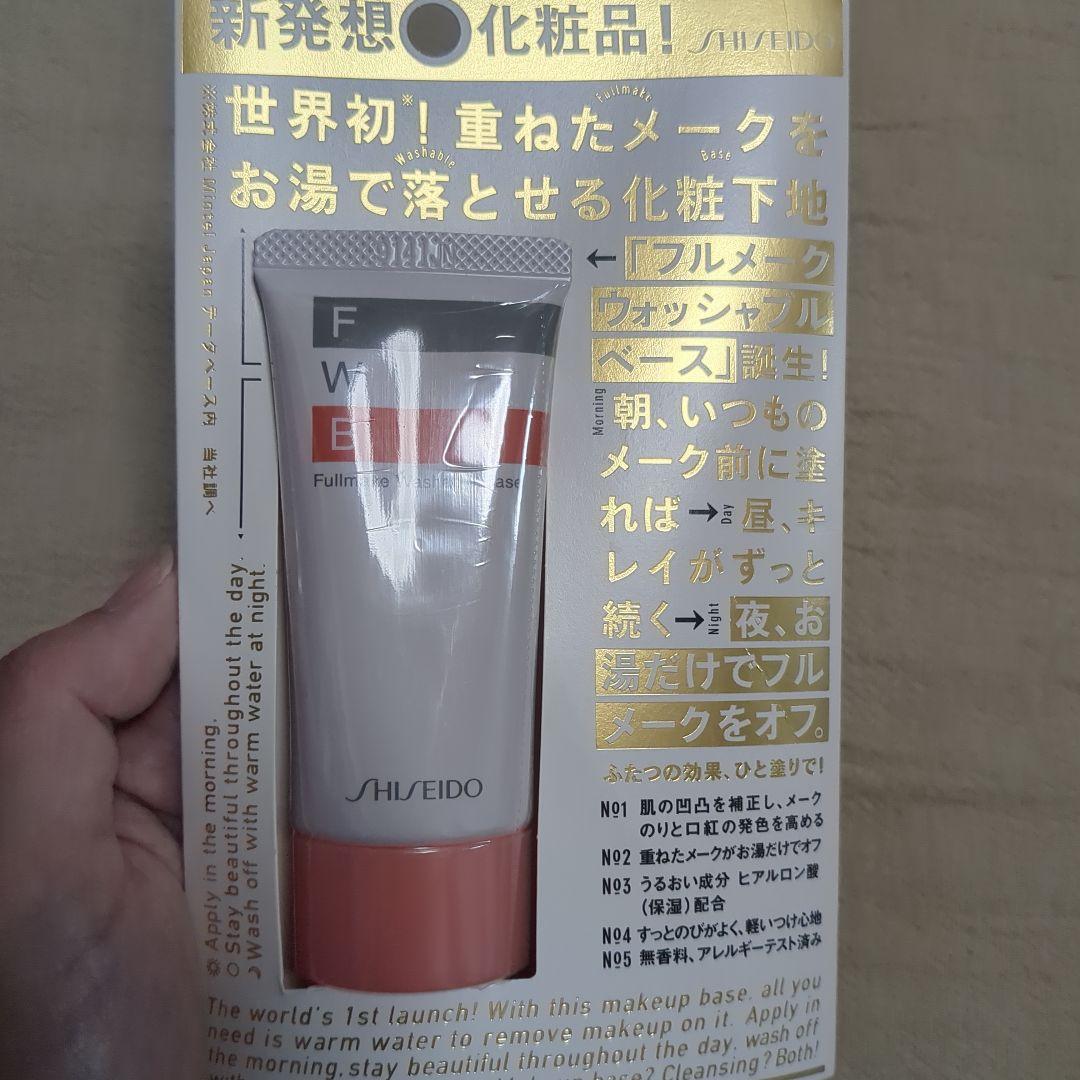 新発想 化粧品! SHISEIDO
Fullmake
世界初※!重ねたメークを
Washable
Base
お湯で落とせる化粧下地
←「フルメーク
ウォッシャブル
ベース」誕生!
Morning
朝、いつもの
メーク前に塗
れば→昼、キ
Day
レイがずっと
続く→夜、お
Night
湯だけでフル
メークをオフ。
ふたつの効果、ひと塗りで!
№1 肌の凹凸を補正し、メーク
のりと口紅の発色を高める
№2 重ねたメークがお湯だけでオフ
№3 うるおい成分 ヒアルロン酸
(保湿)配合
№4 すっとのびがよく、軽いつけ心地
№5 無香料、アレルギーテスト済み
※株式会社 Mintel Japan データベース内 当社調べ
F
W
B
Fullmake Washable Base
SHISEIDO
Apply in the morning.
Stay beautiful throughout the day.
Wash off with warm water at night.
The world's 1st launch! With this makeup base, all you
need is warm water to remove makeup on it. Apply in
the morning, stay beautiful throughout the day, wash off
base? Cleansing? Both!